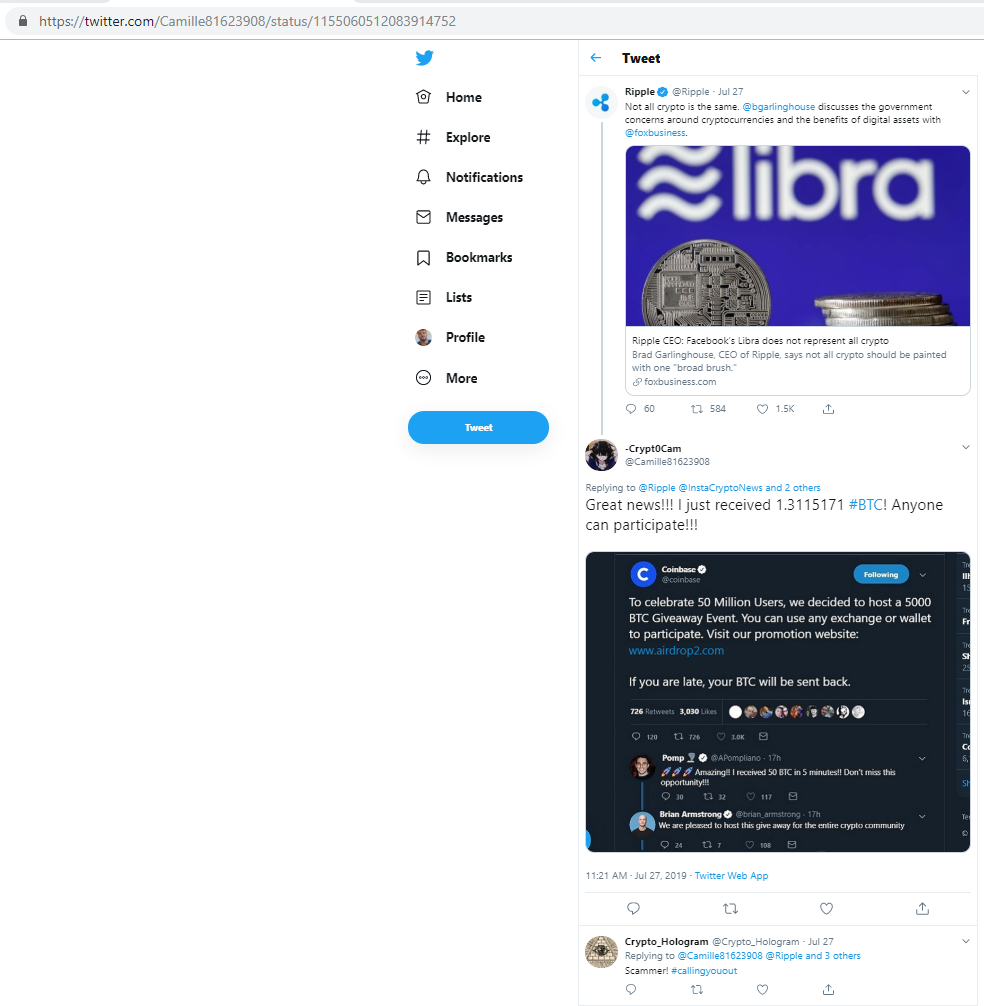 https://twitter.com/Camille81623908/status/1155060512083914752
Home
Explore
Notifications
Messages
Bookmarks
Lists
Profile
More
Tweet
Tweet
Ripple @Ripple · Jul 27
Not all crypto is the same. @bgarlinghouse discusses the government
concerns around cryptocurrencies and the benefits of digital assets with
@foxbusiness.
libra
Ripple CEO: Facebook's Libra does not represent all crypto
Brad Garlinghouse, CEO of Ripple, says not all crypto should be painted
with one "broad brush."
foxbusiness.com
60 584 1.5K
-Crypt0Cam
@Camille81623908
Replying to @Ripple @InstaCryptoNews and 2 others
Great news!!! I just received 1.3115171 #BTC! Anyone
can participate!!!
Coinbase
@coinbase
Following
To celebrate 50 Million Users, we decided to host a 5000
BTC Giveaway Event. You can use any exchange or wallet
to participate. Visit our promotion website:
www.airdrop2.com
If you are late, your BTC will be sent back.
726 Retweets 3,030 Likes
120 726 3.0K
Pomp @APompliano · 17h
Amazing!! I received 50 BTC in 5 minutes!! Don't miss this
opportunity!!!
30 32 117
Brian Armstrong @brian_armstrong · 17h
We are pleased to host this give away for the entire crypto community
24 7 108
11:21 AM · Jul 27, 2019 · Twitter Web App
Crypto_Hologram @Crypto_Hologram · Jul 27
Replying to @Camille81623908 @Ripple and 3 others
Scammer! #callingyouout